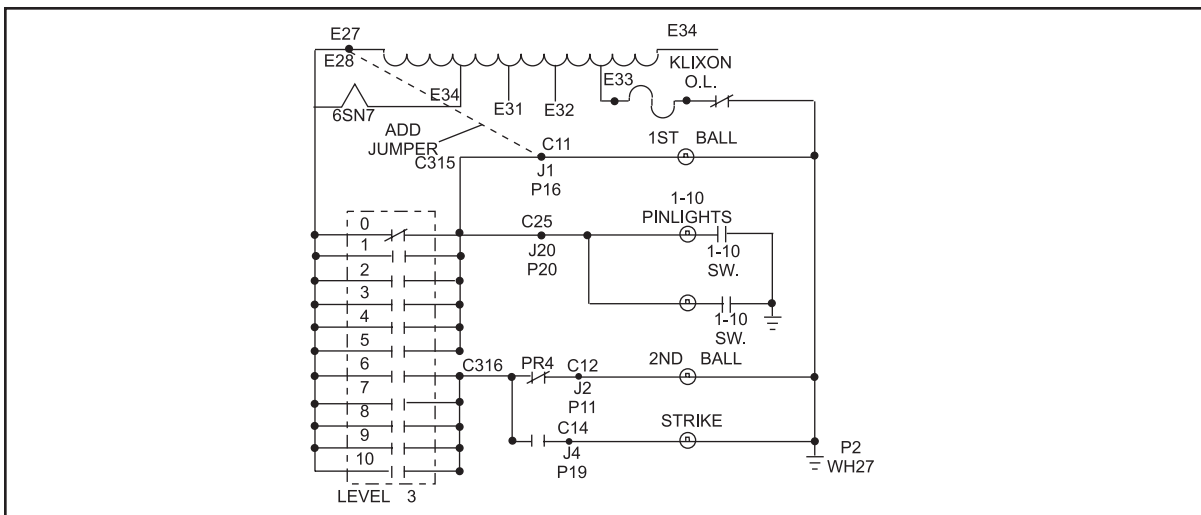 E27
E34
E28
KLIXON
O.L.
E33
E34
E31
E32
6SN7
ADD
JUMPER
C315
C11
1ST BALL
J1
P16
1-10
PINLIGHTS
0
C25
1
J20
P20
1-10
SW.
2
3
4
1-10
SW.
5
6
C316
PR4
C12
2ND BALL
7
J2
P11
8
C14
STRIKE
9
J4
P19
10
P2
WH27
LEVEL 3